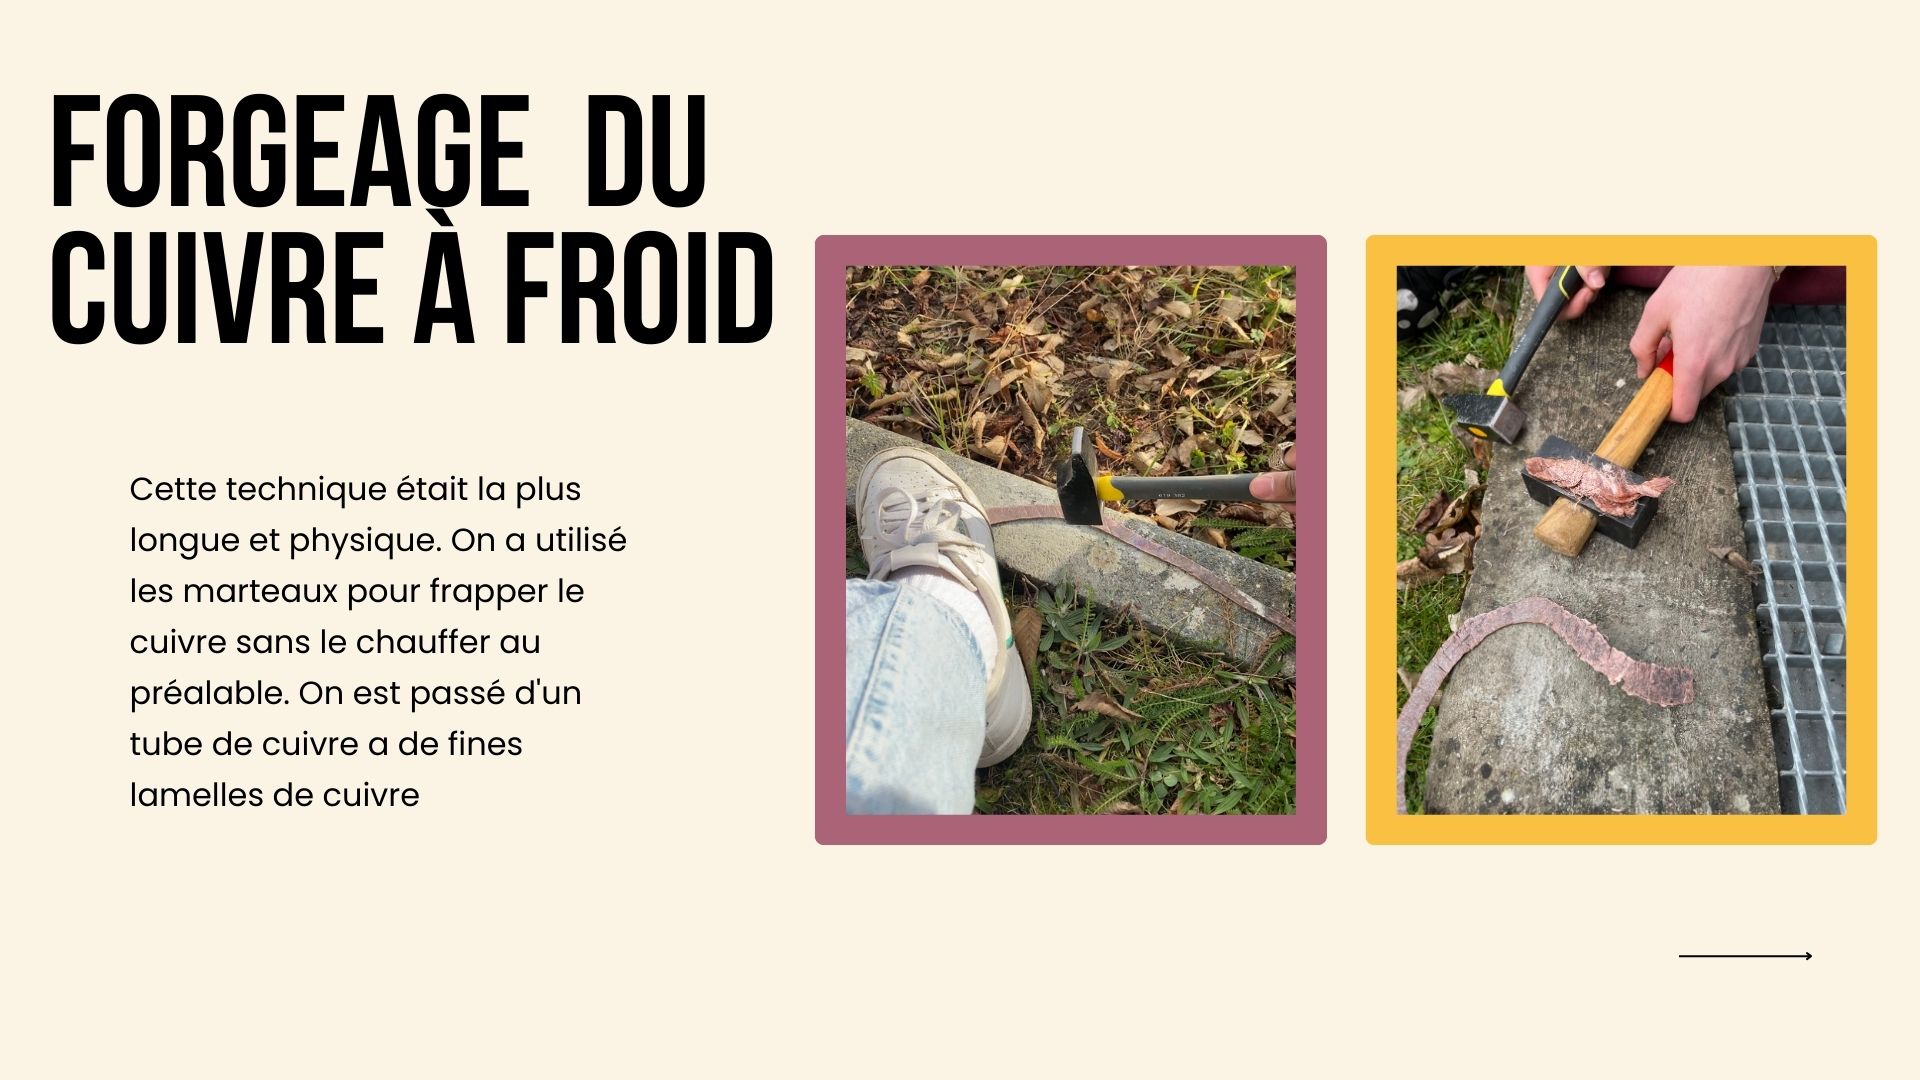 FORGEAGE DU
CUIVRE À FROID
Cette technique était la plus
longue et physique. On a utilisé
les marteaux pour frapper le
cuivre sans le chauffer au
préalable. On est passé d'un
tube de cuivre a de fines
lamelles de cuivre